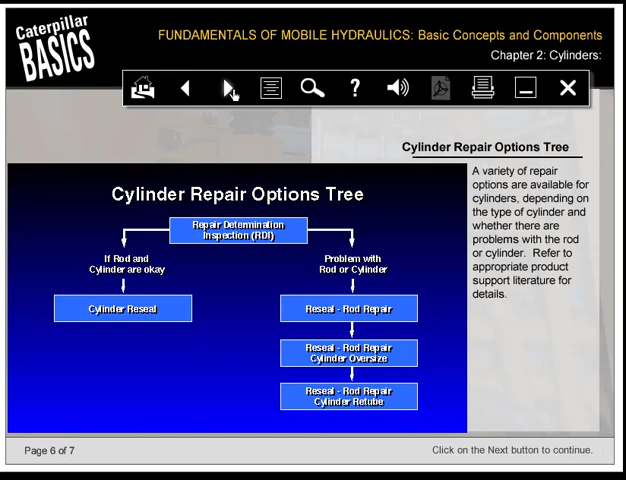 Caterpillar
BASICS
FUNDAMENTALS OF MOBILE HYDRAULICS: Basic Concepts and Components
Chapter 2: Cylinders:
?
Cylinder Repair Options Tree
Cylinder Repair Options Tree
Repair Determination
Inspection (RDI)
If Rod and
Cylinder are okay
Problem with
Rod or Cylinder
Cylinder Reseal
Reseal - Rod Repair
Reseal - Rod Repair
Cylinder Oversize
Reseal - Rod Repair
Cylinder Retube
A variety of repair
options are available for
cylinders, depending on
the type of cylinder and
whether there are
problems with the rod
or cylinder. Refer to
appropriate product
support literature for
details.
Page 6 of 7
Click on the Next button to continue.